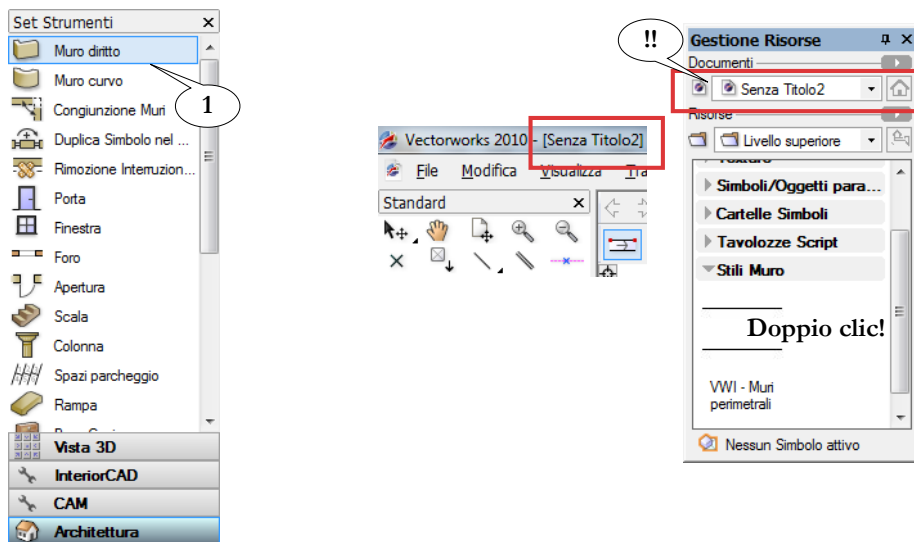 Set Strumenti
Muro diritto
Muro curvo
1
Congiunzione Muri
Duplica Simbolo nel ...
Rimozione Interruzion...
Porta
Finestra
Foro
Apertura
Scala
Colonna
Spazi parcheggio
Rampa
Vista 3D
InteriorCAD
CAM
Architettura
Vectorworks 2010 - [Senza Titolo2]
File Modifica Visualizza Tra
Standard
!!
Gestione Risorse
Documenti
Senza Titolo2
Risorse
Livello superiore
Texture
Simboli/Oggetti para...
Cartelle Simboli
Tavolozze Script
Stili Muro
Doppio clic!
VWI - Muri
perimetrali
Nessun Simbolo attivo